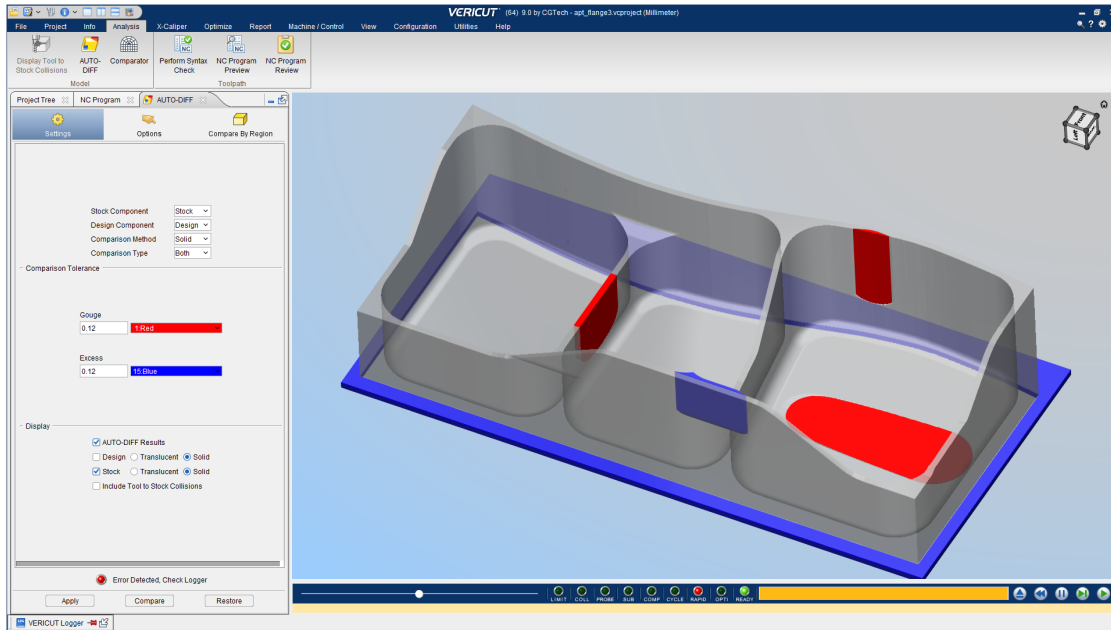 VERICUT (64) 9.0 by CGTech - apt_flange3.vcproject (Millimeter)
File Project Info Analysis X-Caliper Optimize Report Machine / Control View Configuration Utilities Help
Display Tool to Stock Collisions
AUTO-DIFF
Comparator
Perform Syntax Check
NC Program Preview
NC Program Review
Model
Toolpath
Project Tree NC Program AUTO-DIFF
Settings Options Compare By Region
Stock Component Stock
Design Component Design
Comparison Method Solid
Comparison Type Both
Comparison Tolerance
Gouge
0.12 1:Red
Excess
0.12 15:Blue
Display
AUTO-DIFF Results
Design Translucent Solid
Stock Translucent Solid
Include Tool to Stock Collisions
Error Detected, Check Logger
Apply Compare Restore
LIMIT COLL PROBE SUB COMP CYCLE RAPID OPTI READY
VERICUT Logger
Left Front